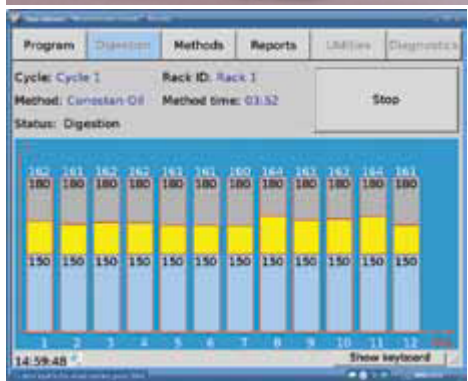 Program Digestion Methods Reports Utilities Diagnostics
Cycle: Cycle 1 Rack ID: Rack 1
Method: Conostan Oil Method time: 03:52
Stop
Status: Digestion
162 161 162 162 161 161 160 164 163 163 164 161
180 180 180 180 180 180 180 180 180 180 180 180
150 150 150 150 150 150 150 150 150 150 150 150
1 2 3 4 5 6 7 8 9 10 11 12
14:59:48
Show keyboard